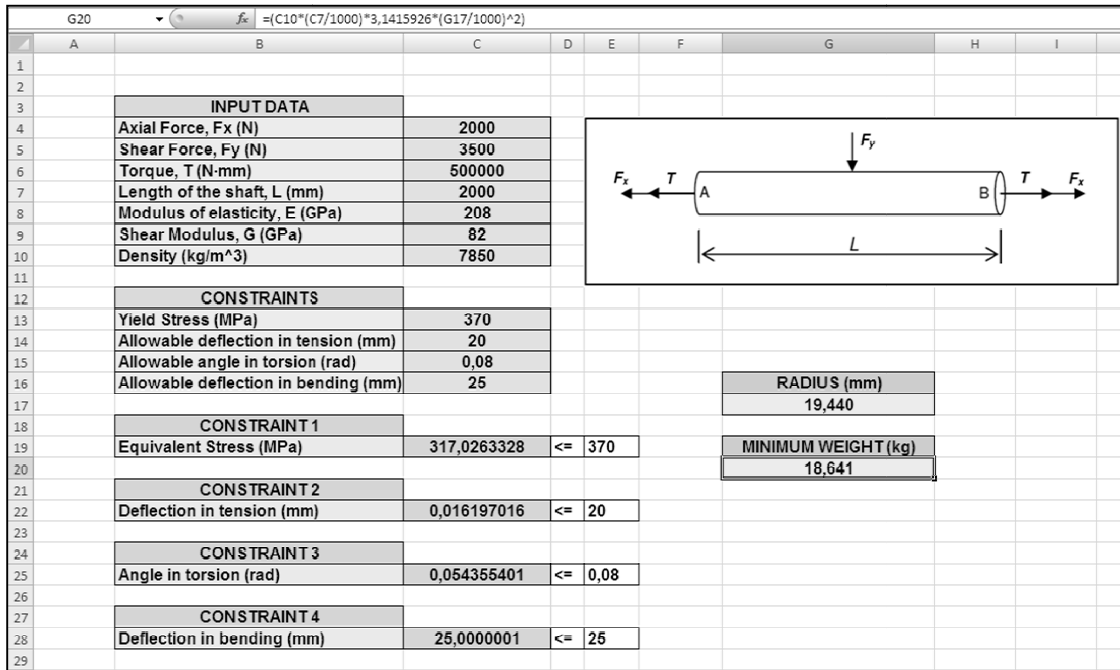 G20 fx =(C10*(C7/1000)*3,1415926*(G17/1000)^2)
A B C D E F G H I
1
2
3 INPUT DATA
4 Axial Force, Fx (N) 2000
5 Shear Force, Fy (N) 3500
6 Torque, T (N·mm) 500000
7 Length of the shaft, L (mm) 2000
8 Modulus of elasticity, E (GPa) 208
9 Shear Modulus, G (GPa) 82
10 Density (kg/m^3) 7850
Fy
Fx T A B T Fx
L
11
12 CONSTRAINTS
13 Yield Stress (MPa) 370
14 Allowable deflection in tension (mm) 20
15 Allowable angle in torsion (rad) 0,08
16 Allowable deflection in bending (mm) 25 RADIUS (mm)
17 19,440
18 CONSTRAINT 1
19 Equivalent Stress (MPa) 317,0263328 <= 370 MINIMUM WEIGHT (kg)
20 18,641
21 CONSTRAINT 2
22 Deflection in tension (mm) 0,016197016 <= 20
23
24 CONSTRAINT 3
25 Angle in torsion (rad) 0,054355401 <= 0,08
26
27 CONSTRAINT 4
28 Deflection in bending (mm) 25,0000001 <= 25
29